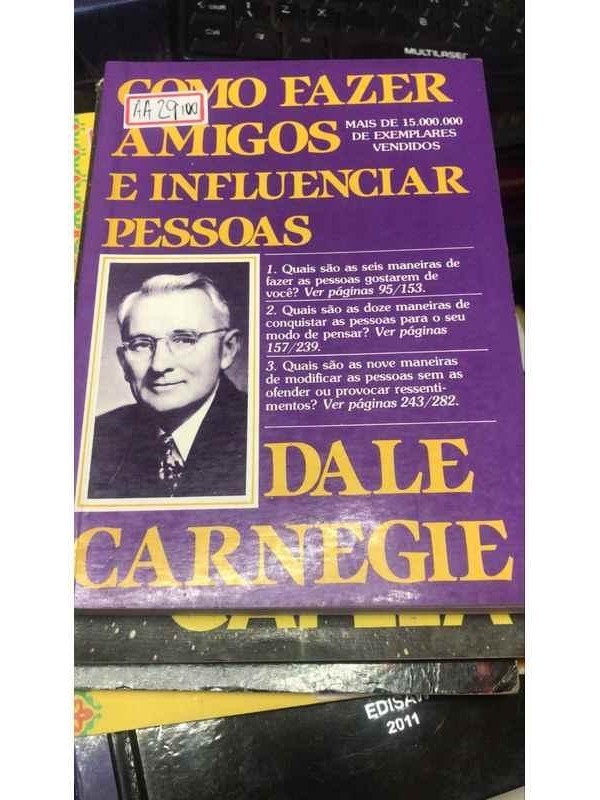 MULTILASER
COMO FAZER
AA 29,00
AMIGOS
MAIS DE 15.000.000
DE EXEMPLARES
VENDIDOS
E INFLUENCIAR
PESSOAS
1. Quais são as seis maneiras de
fazer as pessoas gostarem de
você? Ver páginas 95/153.
2. Quais são as doze maneiras de
conquistar as pessoas para o seu
modo de pensar? Ver páginas
157/239.
3. Quais são as nove maneiras
de modificar as pessoas sem as
ofender ou provocar ressenti-
mentos? Ver páginas 243/282.
DALE
CARNEGIE
2011